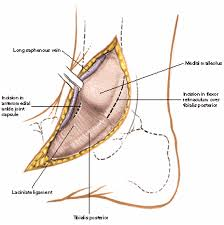 Long saphenous vein
Medial malleolus
Incision in
anteromedial
ankle joint
capsule
Incision in flexor
retinaculum over
tibialis posterior
Laciniate ligament
Tibialis posterior